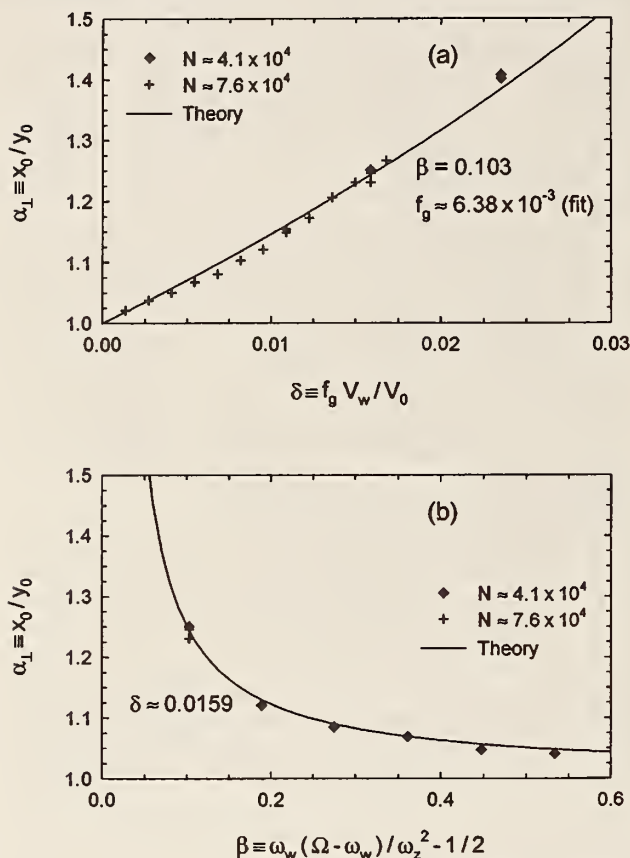 (a)
◆ N ≈ 4.1 x 10⁴
+ N ≈ 7.6 x 10⁴
— Theory
β = 0.103
f_g ≈ 6.38 x 10⁻³ (fit)
α_⊥ ≡ x₀ / y₀
1.5
1.4
1.3
1.2
1.1
1.0
0.00
0.01
0.02
0.03
δ ≡ f_g V_w / V₀
(b)
◆ N ≈ 4.1 x 10⁴
+ N ≈ 7.6 x 10⁴
— Theory
δ ≈ 0.0159
α_⊥ ≡ x₀ / y₀
1.5
1.4
1.3
1.2
1.1
1.0
0.0
0.2
0.4
0.6
β ≡ ω_w (Ω - ω_w) / ω_z² - 1/2